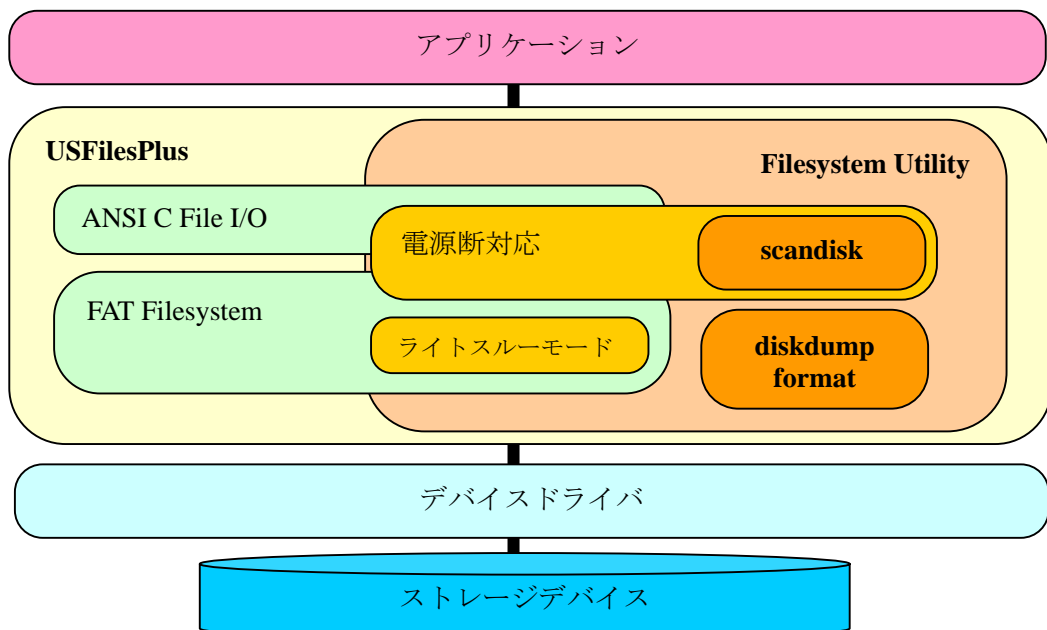 アプリケーション
USFilesPlus
Filesystem Utility
ANSI C File I/O
電源断対応
scandisk
FAT Filesystem
ライトスルーモード
diskdump
format
デバイスドライバ
ストレージデバイス